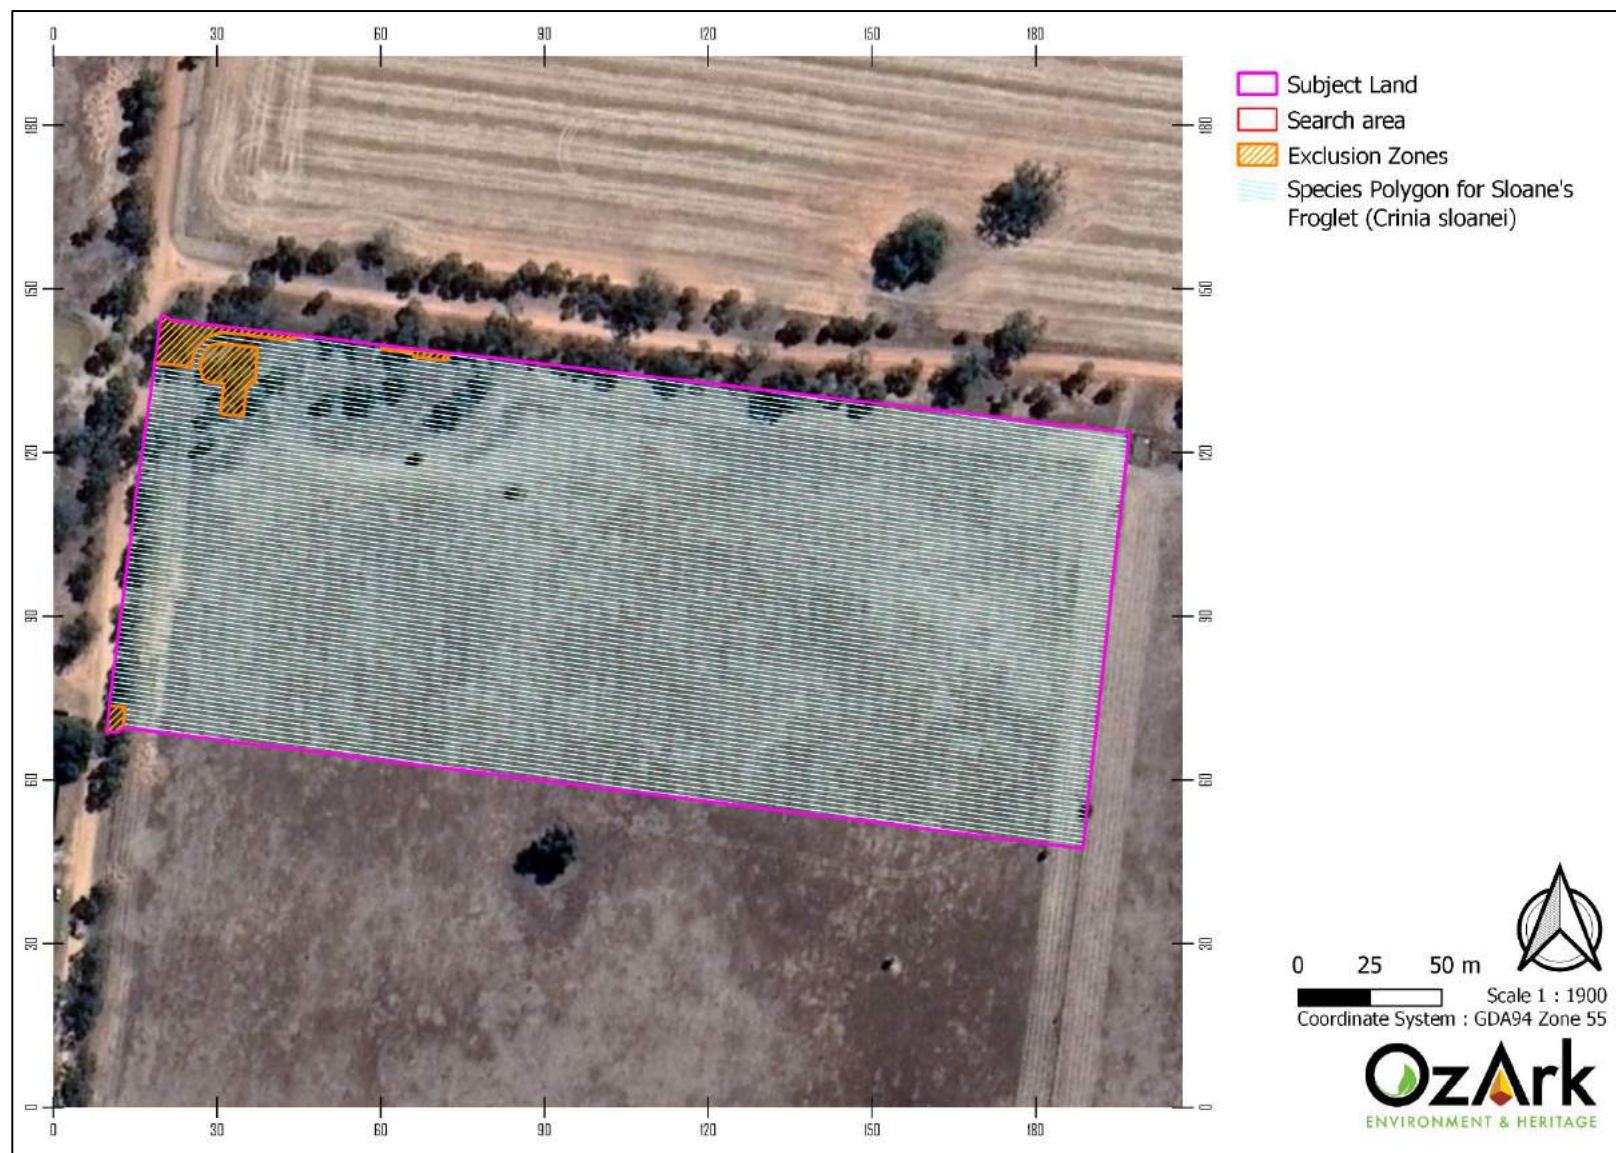 0 30 60 90 120 150 180
180 180
150 150
120 120
90 90
60 60
30 30
0 0
0 30 60 90 120 150 180
Subject Land
Search area
Exclusion Zones
Species Polygon for Sloane's
Froglet (Crinia sloanei)
0 25 50 m
Scale 1 : 1900
Coordinate System : GDA94 Zone 55
OzArk
ENVIRONMENT & HERITAGE